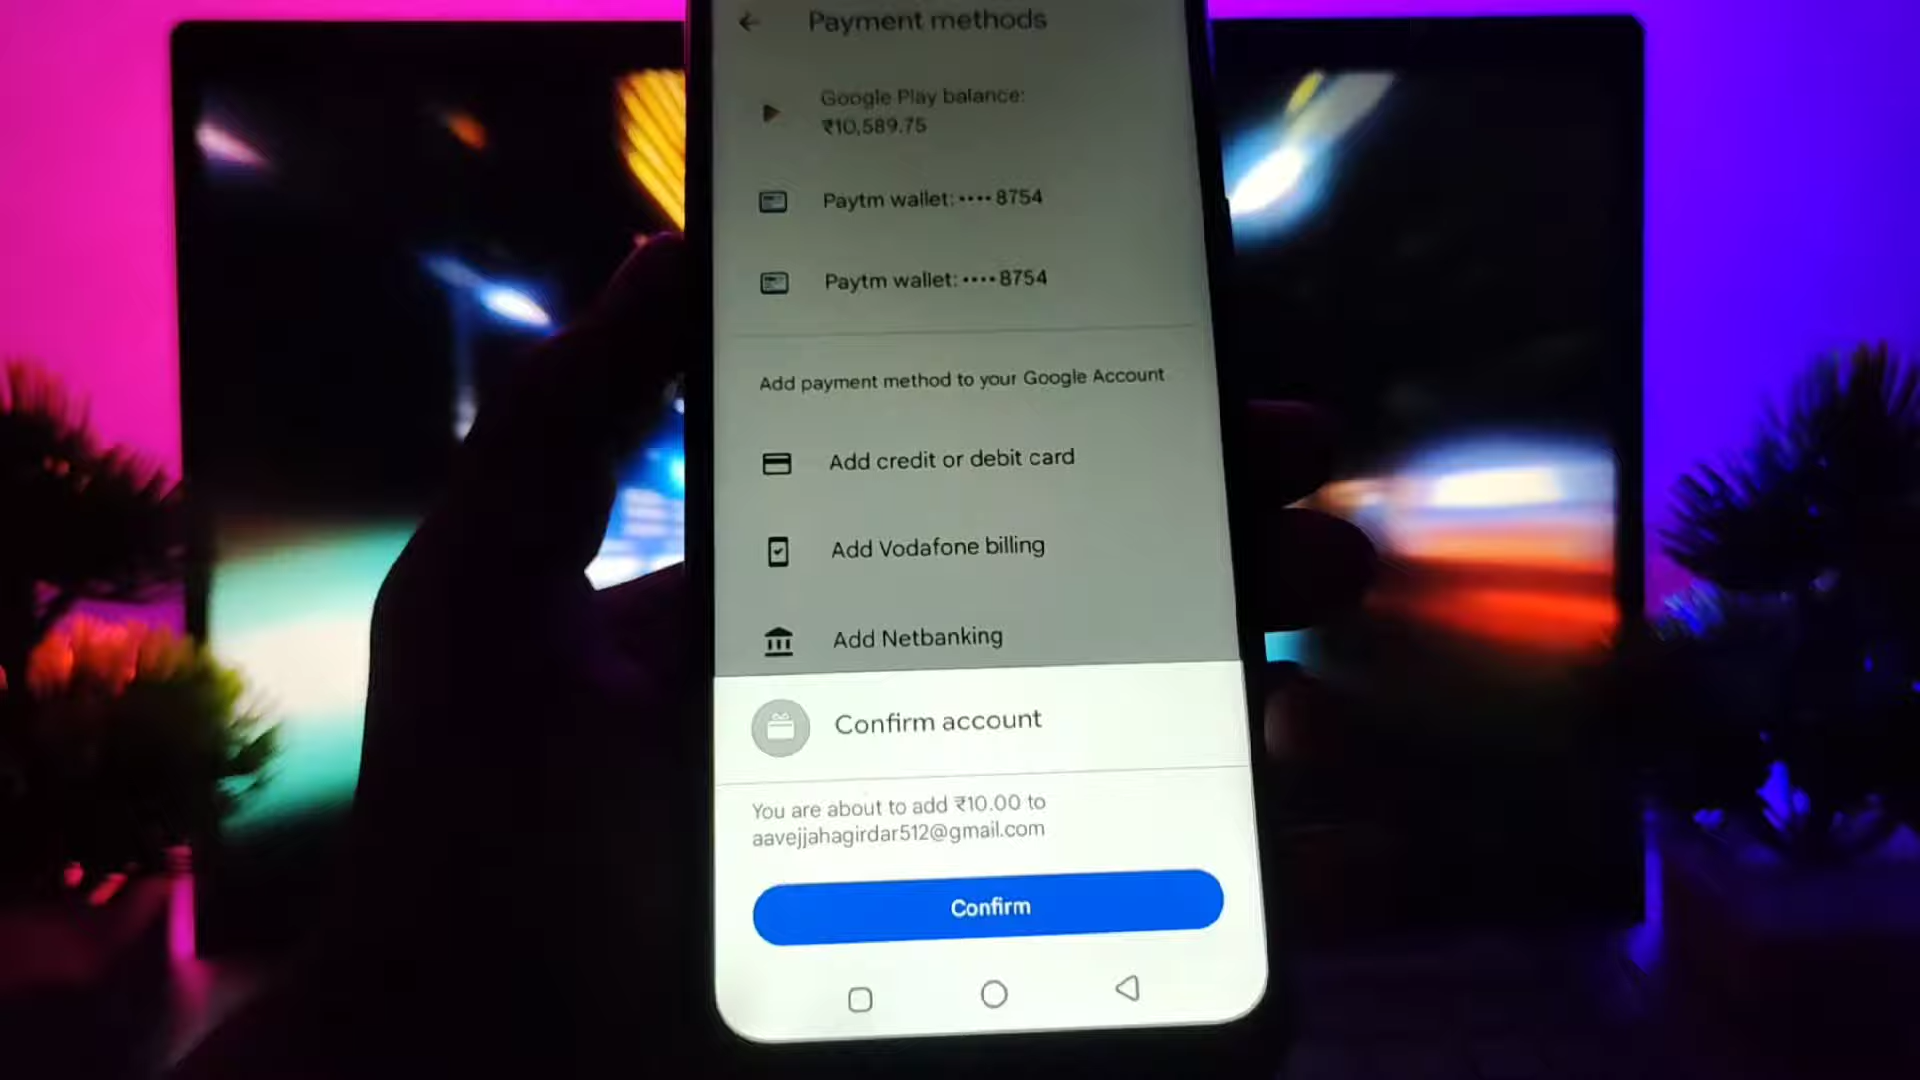 Payment methods
Google Play balance:
₹10,589.75
Paytm wallet: ••••8754
Paytm wallet: ••••8754
Add payment method to your Google Account
Add credit or debit card
Add Vodafone billing
Add Netbanking
Confirm account
You are about to add ₹10.00 to
aavejjahagirdar512@gmail.com
Confirm